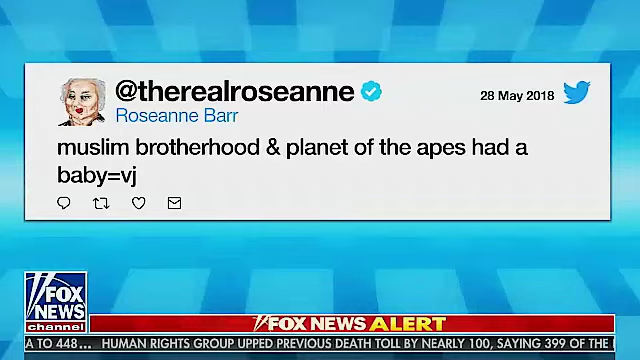 @therealroseanne
28 May 2018
Roseanne Barr
muslim brotherhood & planet of the apes had a
baby=vj
FOX
NEWS
channel
FOX NEWS ALERT
A TO 448... HUMAN RIGHTS GROUP UPPED PREVIOUS DEATH TOLL BY NEARLY 100, SAYING 399 OF THE